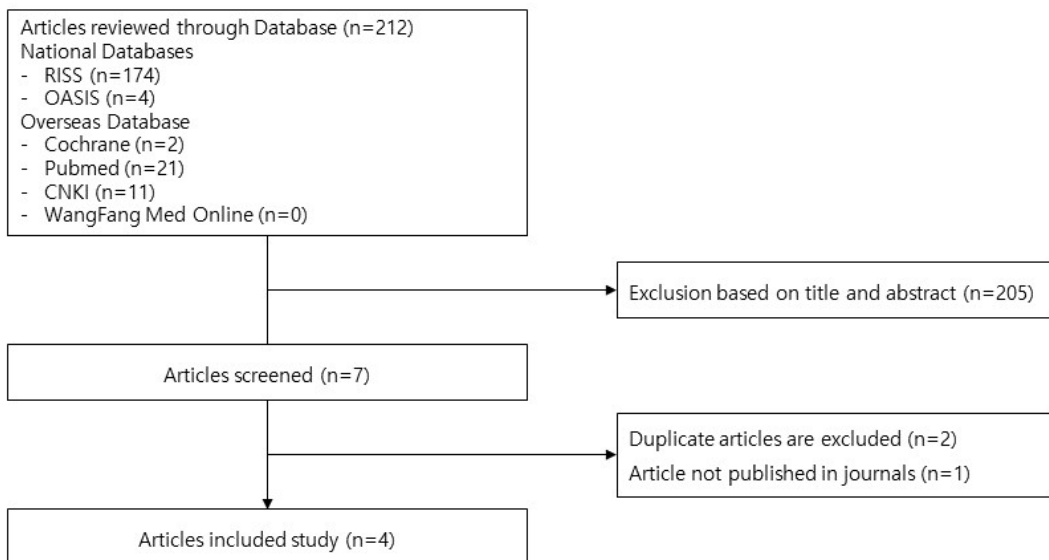 Articles reviewed through Database (n=212)
National Databases
- RISS (n=174)
- OASIS (n=4)
Overseas Database
- Cochrane (n=2)
- Pubmed (n=21)
- CNKI (n=11)
- WangFang Med Online (n=0)
Exclusion based on title and abstract (n=205)
Articles screened (n=7)
Duplicate articles are excluded (n=2)
Article not published in journals (n=1)
Articles included study (n=4)